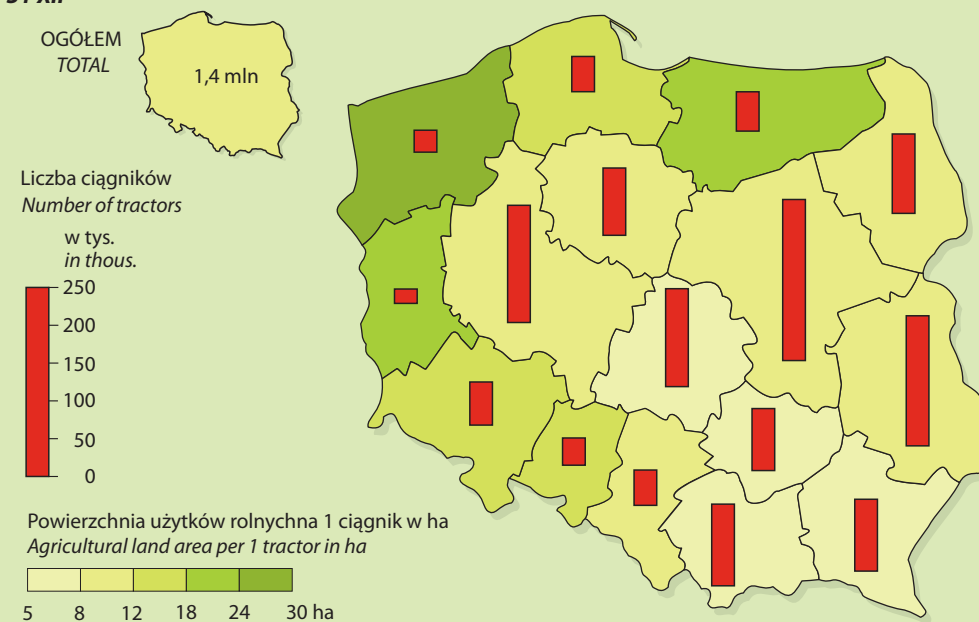 31 XII
OGÓŁEM
TOTAL
1,4 mln
Liczba ciągników
Number of tractors
w tys.
in thous.
250
200
150
100
50
0
Powierzchnia użytków rolnychna 1 ciągnik w ha
Agricultural land area per 1 tractor in ha
5 8 12 18 24 30 ha